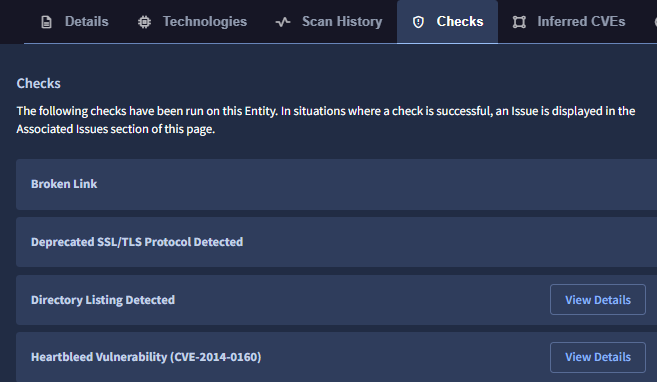 Details Technologies Scan History Checks Inferred CVEs
Checks
The following checks have been run on this Entity. In situations where a check is successful, an Issue is displayed in the
Associated Issues section of this page.
Broken Link
Deprecated SSL/TLS Protocol Detected
Directory Listing Detected View Details
Heartbleed Vulnerability (CVE-2014-0160) View Details